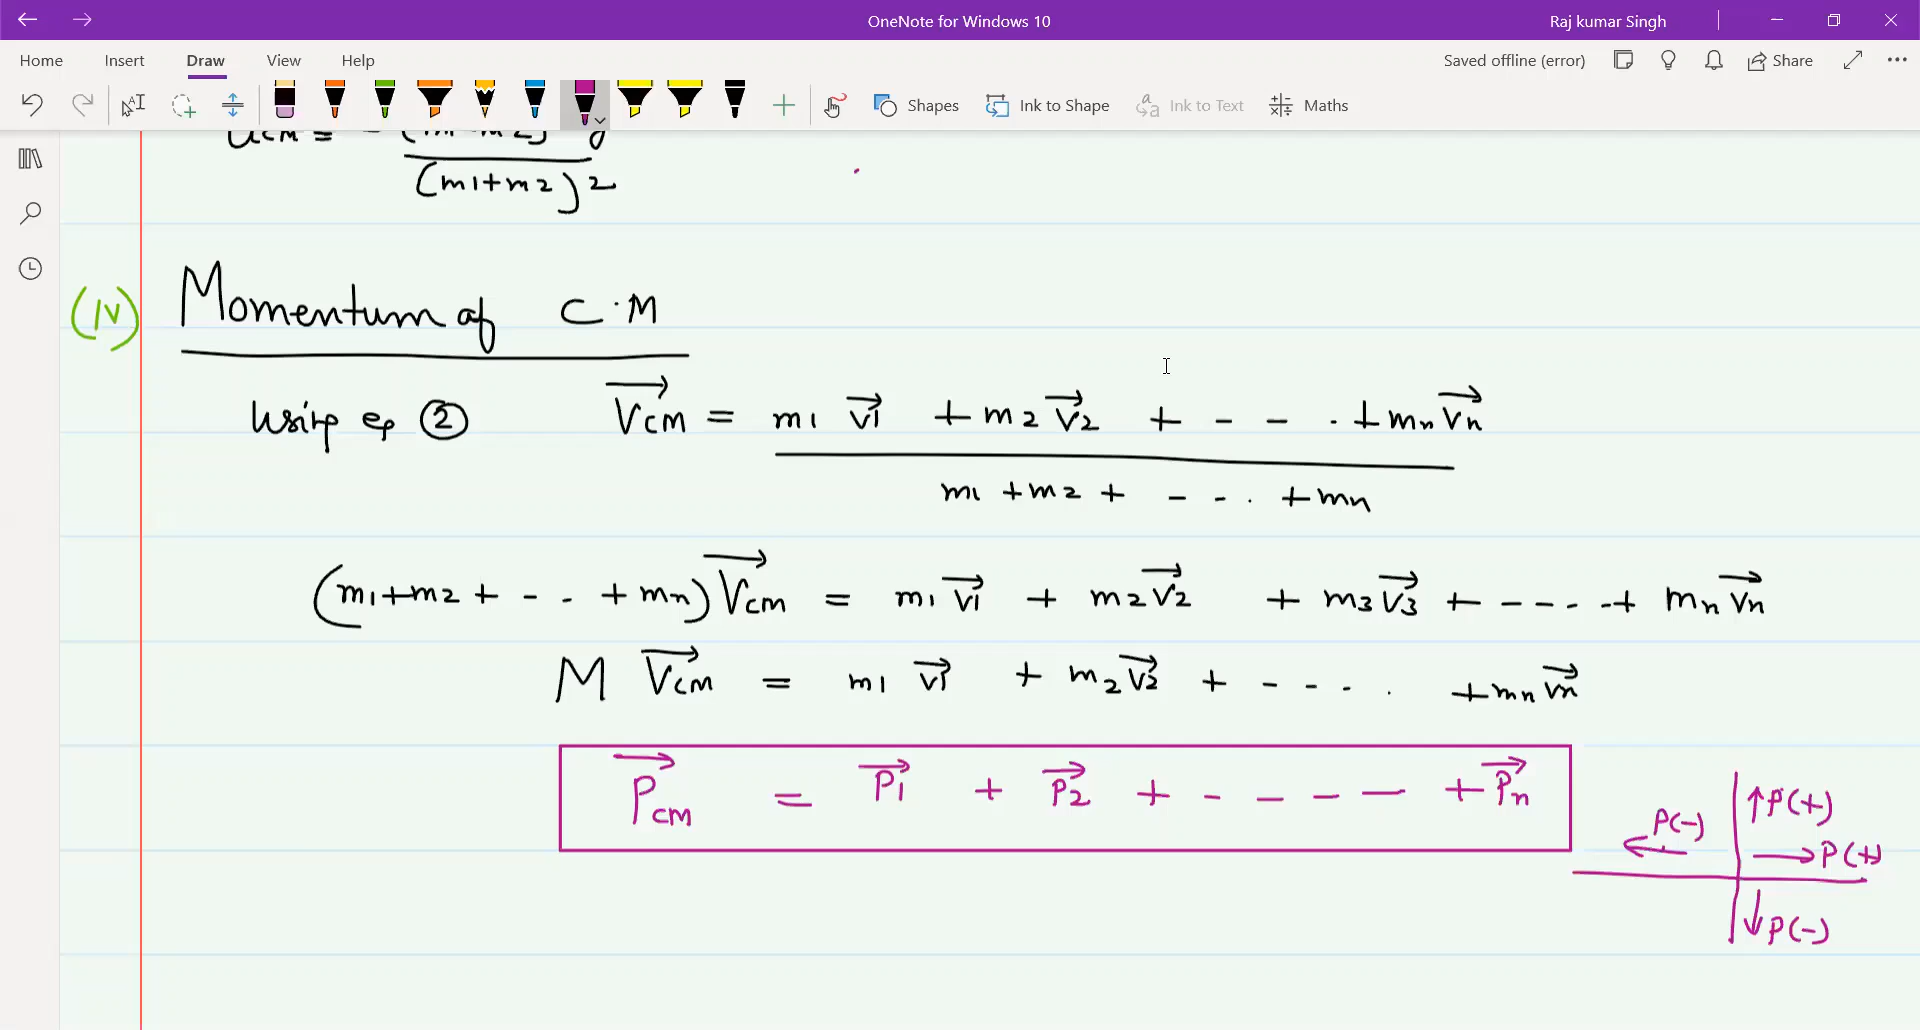 OneNote for Windows 10
Raj kumar Singh
Home Insert Draw View Help
Saved offline (error) Share
Shapes Ink to Shape Ink to Text Maths
(m1+m2)2
(IV) Momentum of C.M
Using eq ② Vcm = m1 v1 + m2 v2 + - - . + mn vn
m1 + m2 + - - . + mn
(m1+m2 + - . . + mn) Vcm = m1 v1 + m2 v2 + m3 v3 + - - - . . + mn vn
M Vcm = m1 v1 + m2 v2 + - - - . . + mn vn
Pcm = P1 + P2 + - - - - — + Pn
P(+)
P(-)
P(+)
P(-)